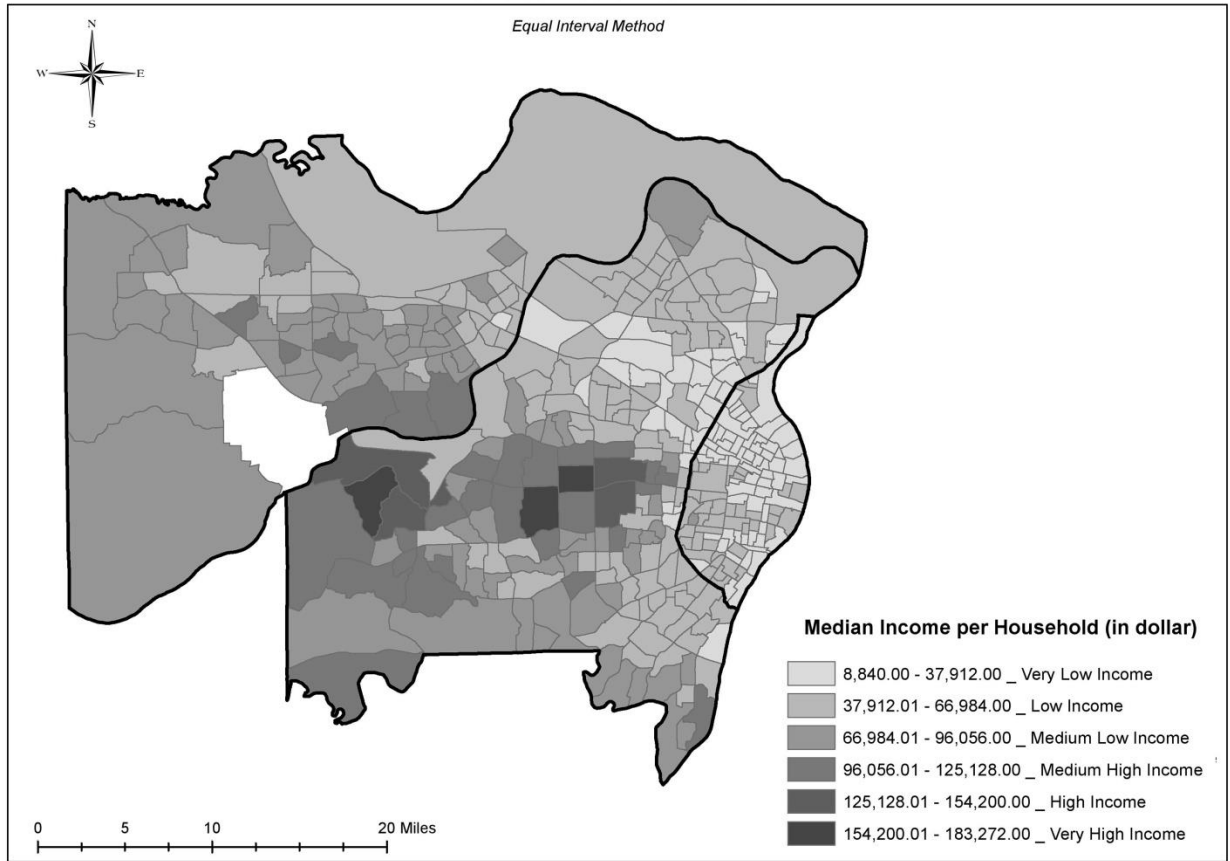 Equal Interval Method
N
W E
S
Median Income per Household (in dollar)
8,840.00 - 37,912.00 _ Very Low Income
37,912.01 - 66,984.00 _ Low Income
66,984.01 - 96,056.00 _ Medium Low Income
96,056.01 - 125,128.00 _ Medium High Income
125,128.01 - 154,200.00 _ High Income
154,200.01 - 183,272.00 _ Very High Income
0 5 10 20 Miles